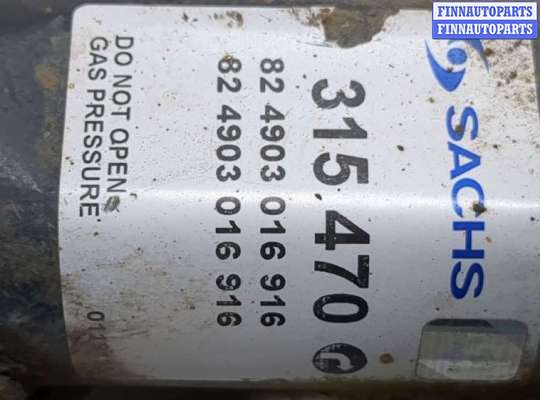 FINNAUTOPARTS
FINNAUTOPARTS
SACHS
315 470
82 4903 016 916
82 4903 016 916
DO NOT OPEN
GAS PRESSURE